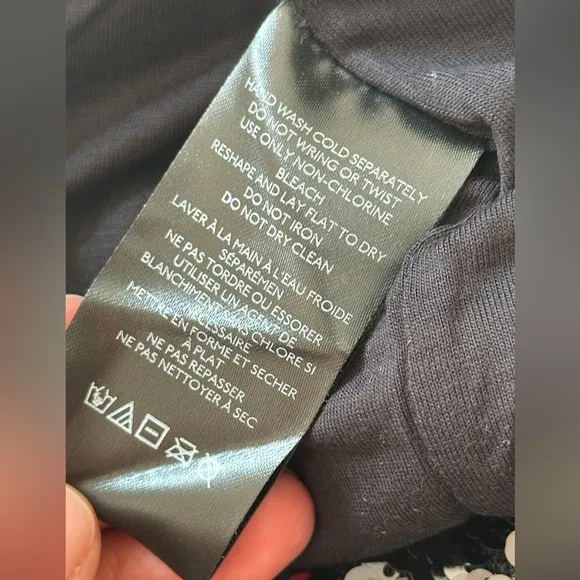 HAND WASH COLD SEPARATELY
DO NOT WRING OR TWIST
USE ONLY NON-CHLORINE
BLEACH
RESHAPE AND LAY FLAT TO DRY
DO NOT IRON
DO NOT DRY CLEAN
LAVER À LA MAIN À L'EAU FROIDE
SÉPARÉMEN
NE PAS TORDRE OU ESSORER
UTILISER UN AGENT DE
BLANCHIMENT SANS CHLORE SI
NÉCESSAIRE
METTRE EN FORME ET SECHER
À PLAT
NE PAS REPASSER
NE PAS NETTOYER À SEC